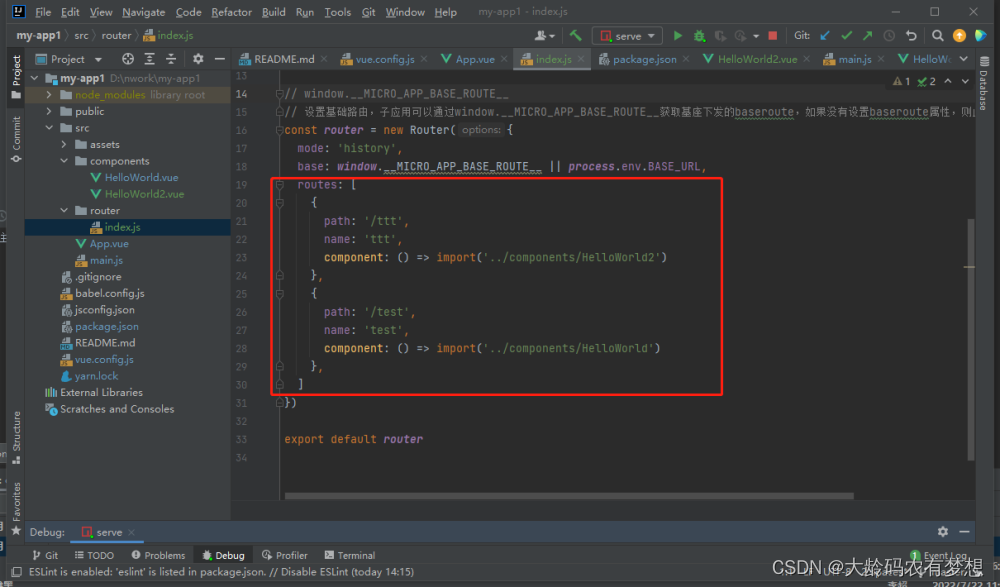 File Edit View Navigate Code Refactor Build Run Tools Git Window Help my-app1 - index.js
my-app1 src router index.js serve Git:
Project
README.md vue.config.js App.vue index.js package.json HelloWorld2.vue main.js HelloWo
my-app1 D:\nwork\my-app1
node_modules library root
public
src
assets
components
HelloWorld.vue
HelloWorld2.vue
router
index.js
App.vue
main.js
.gitignore
babel.config.js
jsconfig.json
package.json
README.md
vue.config.js
yarn.lock
External Libraries
Scratches and Consoles
Project
Commit
Structure
Favorites
Database
1 2
13
14 // window.__MICRO_APP_BASE_ROUTE__
15 // 设置基础路由，子应用可以通过window.__MICRO_APP_BASE_ROUTE__获取基座下发的baseroute，如果没有设置baseroute属性，则
16 const router = new Router( options: {
17 mode: 'history',
18 base: window.__MICRO_APP_BASE_ROUTE__ || process.env.BASE_URL,
19 routes: [
20 {
21 path: '/ttt',
22 name: 'ttt',
23 component: () => import('../components/HelloWorld2')
24 },
25 {
26 path: '/test',
27 name: 'test',
28 component: () => import('../components/HelloWorld')
29 },
30 ]
31 })
32
33 export default router
34
Debug: serve
Git TODO Problems Debug Profiler Terminal 1 Event Log
ESLint is enabled: 'eslint' is listed in package.json. // Disable ESLint (today 14:15)
CSDN @大龄码农有梦想